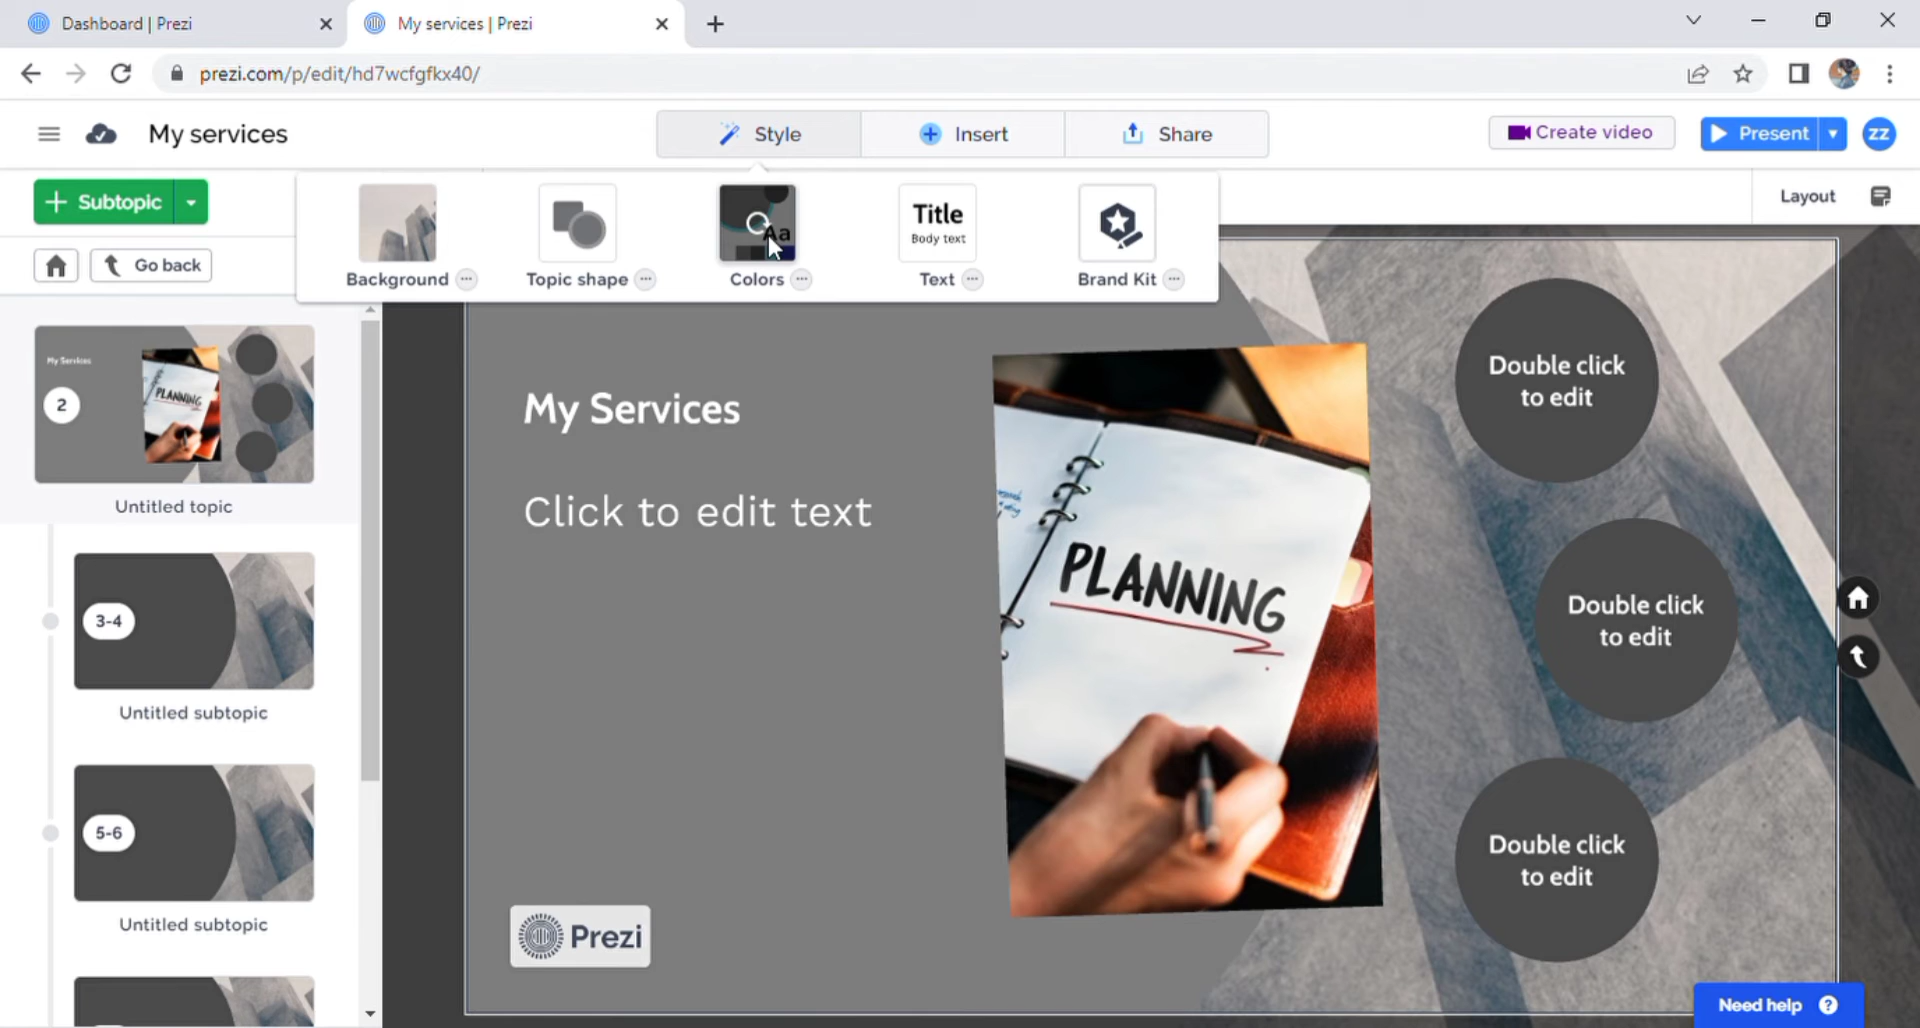 Dashboard | Prezi
My services | Prezi
prezi.com/p/edit/hd7wcfgfkx40/
My services
Style
Insert
Share
Create video
Present
ZZ
Subtopic
Layout
Go back
Aa
Title
Body text
Background
Topic shape
Colors
Text
Brand Kit
My Services
2
PLANNING
Untitled topic
3-4
Untitled subtopic
5-6
Untitled subtopic
My Services
Click to edit text
PLANNING
Prezi
Double click
to edit
Double click
to edit
Double click
to edit
Need help ?